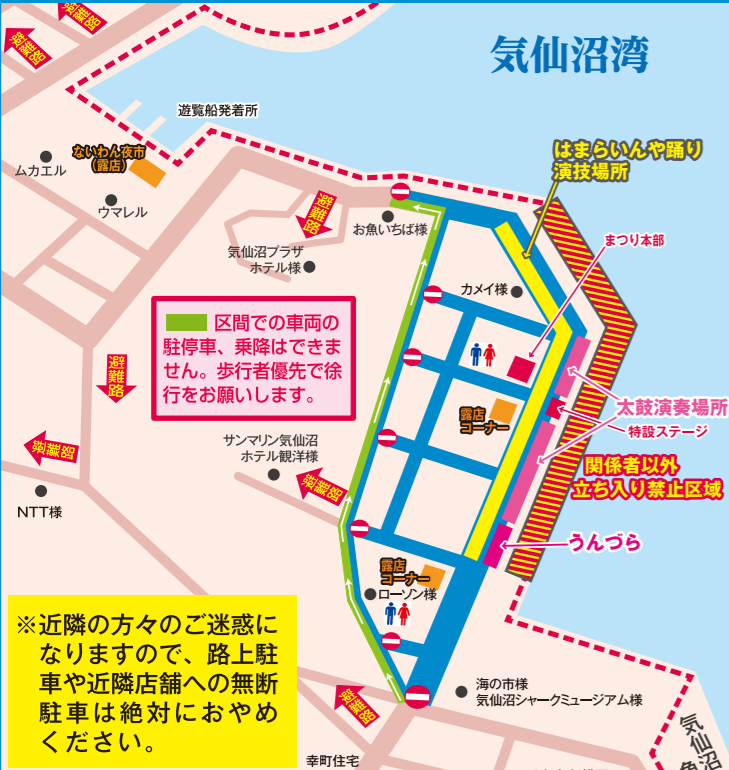 避難路
避難路
気仙沼湾
遊覧船発着所
ないわん夜市
(露店)
ムカエル
ウマレル
はまらいんや踊り
演技場所
避難路
お魚いちば様
まつり本部
気仙沼プラザ
ホテル様
カメイ様
区間での車両の
駐停車、乗降はできま
せん。歩行者優先で徐
行をお願いします。
避難路
太鼓演奏場所
露店
コーナー
特設ステージ
サンマリン気仙沼
ホテル観洋様
避難路
関係者以外
立ち入り禁止区域
避難路
NTT様
うんづら
露店
コーナー
ローソン様
※近隣の方々のご迷惑に
なりますので、路上駐
車や近隣店舗への無断
駐車は絶対におやめ
ください。
避難路
海の市様
気仙沼シャークミュージアム様
幸町住宅
気仙沼